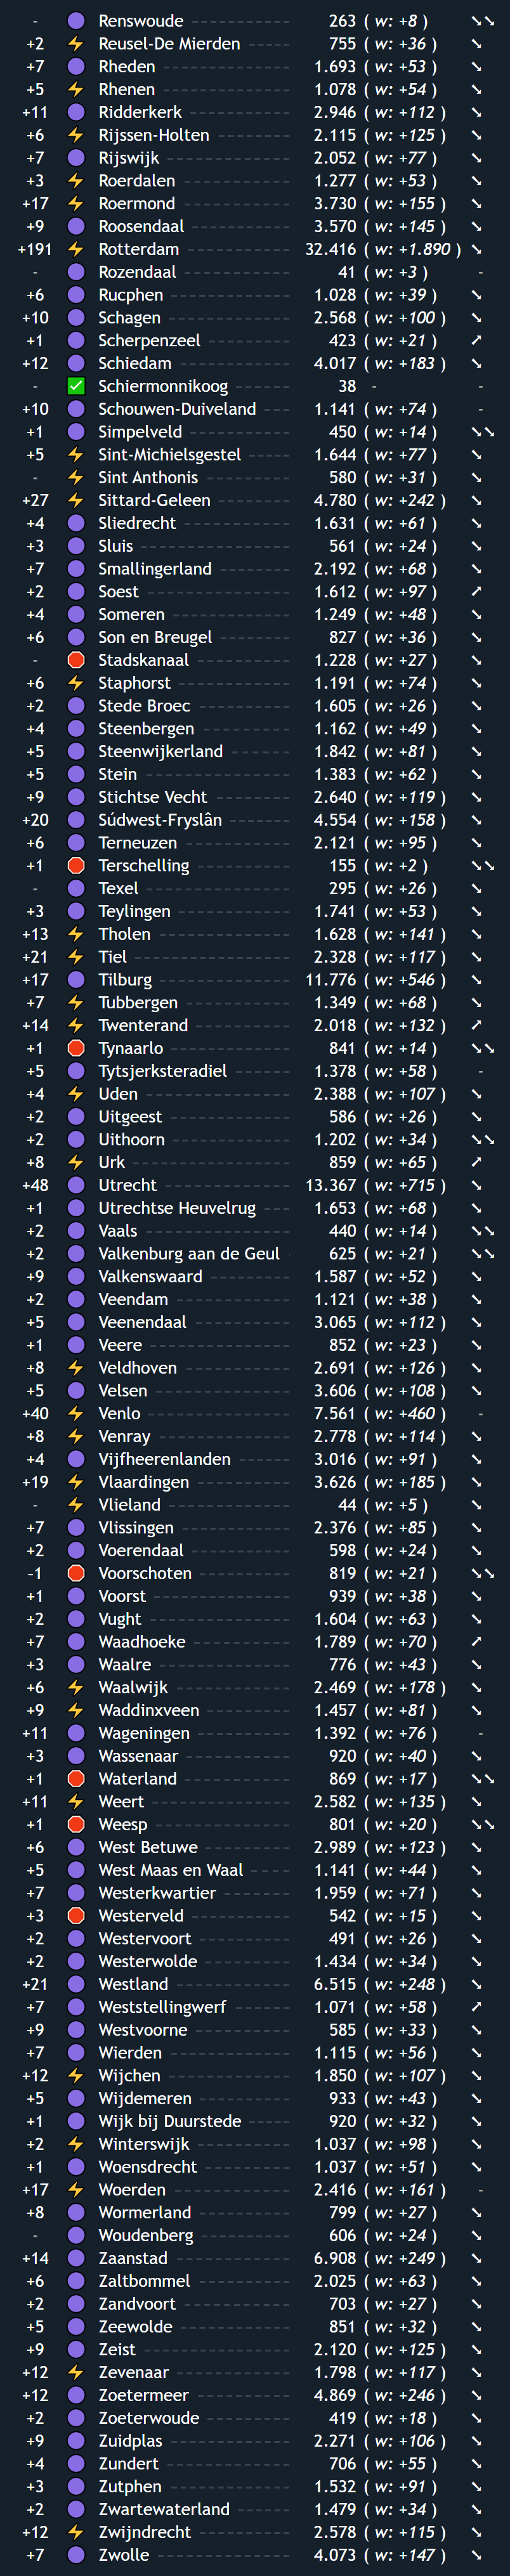 - Renswoude 263 ( w: +8 )
+2 Reusel-De Mierden 755 ( w: +36 )
+7 Rheden 1.693 ( w: +53 )
+5 Rhenen 1.078 ( w: +54 )
+11 Ridderkerk 2.946 ( w: +112 )
+6 Rijssen-Holten 2.115 ( w: +125 )
+7 Rijswijk 2.052 ( w: +77 )
+3 Roerdalen 1.277 ( w: +53 )
+17 Roermond 3.730 ( w: +155 )
+9 Roosendaal 3.570 ( w: +145 )
+191 Rotterdam 32.416 ( w: +1.890 )
- Rozendaal 41 ( w: +3 ) -
+6 Rucphen 1.028 ( w: +39 )
+10 Schagen 2.568 ( w: +100 )
+1 Scherpenzeel 423 ( w: +21 )
+12 Schiedam 4.017 ( w: +183 )
- Schiermonnikoog 38 - -
+10 Schouwen-Duiveland 1.141 ( w: +74 ) -
+1 Simpelveld 450 ( w: +14 )
+5 Sint-Michielsgestel 1.644 ( w: +77 )
- Sint Anthonis 580 ( w: +31 )
+27 Sittard-Geleen 4.780 ( w: +242 )
+4 Sliedrecht 1.631 ( w: +61 )
+3 Sluis 561 ( w: +24 )
+7 Smallingerland 2.192 ( w: +68 )
+2 Soest 1.612 ( w: +97 )
+4 Someren 1.249 ( w: +48 )
+6 Son en Breugel 827 ( w: +36 )
- Stadskanaal 1.228 ( w: +27 )
+6 Staphorst 1.191 ( w: +74 )
+2 Stede Broec 1.605 ( w: +26 )
+4 Steenbergen 1.162 ( w: +49 )
+5 Steenwijkerland 1.842 ( w: +81 )
+5 Stein 1.383 ( w: +62 )
+9 Stichtse Vecht 2.640 ( w: +119 )
+20 Súdwest-Fryslân 4.554 ( w: +158 )
+6 Terneuzen 2.121 ( w: +95 )
+1 Terschelling 155 ( w: +2 )
- Texel 295 ( w: +26 )
+3 Teylingen 1.741 ( w: +53 )
+13 Tholen 1.628 ( w: +141 )
+21 Tiel 2.328 ( w: +117 )
+17 Tilburg 11.776 ( w: +546 )
+7 Tubbergen 1.349 ( w: +68 )
+14 Twenterand 2.018 ( w: +132 )
+1 Tynaarlo 841 ( w: +14 )
+5 Tytsjerksteradiel 1.378 ( w: +58 ) -
+4 Uden 2.388 ( w: +107 )
+2 Uitgeest 586 ( w: +26 )
+2 Uithoorn 1.202 ( w: +34 )
+8 Urk 859 ( w: +65 )
+48 Utrecht 13.367 ( w: +715 )
+1 Utrechtse Heuvelrug 1.653 ( w: +68 )
+2 Vaals 440 ( w: +14 )
+2 Valkenburg aan de Geul 625 ( w: +21 )
+9 Valkenswaard 1.587 ( w: +52 )
+2 Veendam 1.121 ( w: +38 )
+5 Veenendaal 3.065 ( w: +112 )
+1 Veere 852 ( w: +23 )
+8 Veldhoven 2.691 ( w: +126 )
+5 Velsen 3.606 ( w: +108 )
+40 Venlo 7.561 ( w: +460 ) -
+8 Venray 2.778 ( w: +114 )
+4 Vijfheerenlanden 3.016 ( w: +91 )
+19 Vlaardingen 3.626 ( w: +185 )
- Vlieland 44 ( w: +5 )
+7 Vlissingen 2.376 ( w: +85 )
+2 Voerendaal 598 ( w: +24 )
-1 Voorschoten 819 ( w: +21 )
+1 Voorst 939 ( w: +38 )
+2 Vught 1.604 ( w: +63 )
+7 Waadhoeke 1.789 ( w: +70 )
+3 Waalre 776 ( w: +43 )
+6 Waalwijk 2.469 ( w: +178 )
+9 Waddinxveen 1.457 ( w: +81 )
+11 Wageningen 1.392 ( w: +76 ) -
+3 Wassenaar 920 ( w: +40 )
+1 Waterland 869 ( w: +17 )
+11 Weert 2.582 ( w: +135 )
+1 Weesp 801 ( w: +20 )
+6 West Betuwe 2.989 ( w: +123 )
+5 West Maas en Waal 1.141 ( w: +44 )
+7 Westerkwartier 1.959 ( w: +71 )
+3 Westerveld 542 ( w: +15 )
+2 Westervoort 491 ( w: +26 )
+2 Westerwolde 1.434 ( w: +34 )
+21 Westland 6.515 ( w: +248 )
+7 Weststellingwerf 1.071 ( w: +58 )
+9 Westvoorne 585 ( w: +33 )
+7 Wierden 1.115 ( w: +56 )
+12 Wijchen 1.850 ( w: +107 )
+5 Wijdemeren 933 ( w: +43 )
+1 Wijk bij Duurstede 920 ( w: +32 )
+2 Winterswijk 1.037 ( w: +98 )
+1 Woensdrecht 1.037 ( w: +51 )
+17 Woerden 2.416 ( w: +161 ) -
+8 Wormerland 799 ( w: +27 )
- Woudenberg 606 ( w: +24 )
+14 Zaanstad 6.908 ( w: +249 )
+6 Zaltbommel 2.025 ( w: +63 )
+2 Zandvoort 703 ( w: +27 )
+5 Zeewolde 851 ( w: +32 )
+9 Zeist 2.120 ( w: +125 )
+12 Zevenaar 1.798 ( w: +117 )
+12 Zoetermeer 4.869 ( w: +246 )
+2 Zoeterwoude 419 ( w: +18 )
+9 Zuidplas 2.271 ( w: +106 )
+4 Zundert 706 ( w: +55 )
+3 Zutphen 1.532 ( w: +91 )
+2 Zwartewaterland 1.479 ( w: +34 )
+12 Zwijndrecht 2.578 ( w: +115 )
+7 Zwolle 4.073 ( w: +147 )